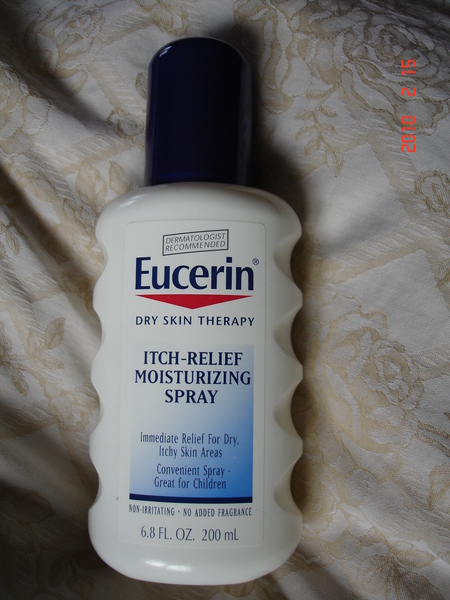 2010 2 15
DERMATOLOGIST
RECOMMENDED
Eucerin®
DRY SKIN THERAPY
ITCH-RELIEF
MOISTURIZING
SPRAY
Immediate Relief For Dry,
Itchy Skin Areas
Convenient Spray -
Great for Children
NON-IRRITATING • NO ADDED FRAGRANCE
6.8 FL. OZ. 200 mL